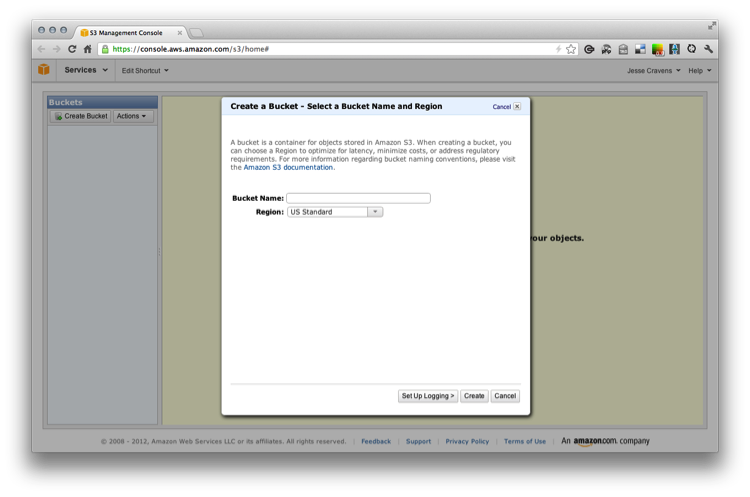 S3 Management Console
https://console.aws.amazon.com/s3/home#
Services Edit Shortcut Jesse Cravens Help
Buckets
Create Bucket Actions
Create a Bucket - Select a Bucket Name and Region Cancel
A bucket is a container for objects stored in Amazon S3. When creating a bucket, you
can choose a Region to optimize for latency, minimize costs, or address regulatory
requirements. For more information regarding bucket naming conventions, please visit
the Amazon S3 documentation.
Bucket Name:
Region: US Standard
your objects.
Set Up Logging > Create Cancel
© 2008 - 2012, Amazon Web Services LLC or its affiliates. All rights reserved. | Feedback | Support | Privacy Policy | Terms of Use | An amazon.com. company